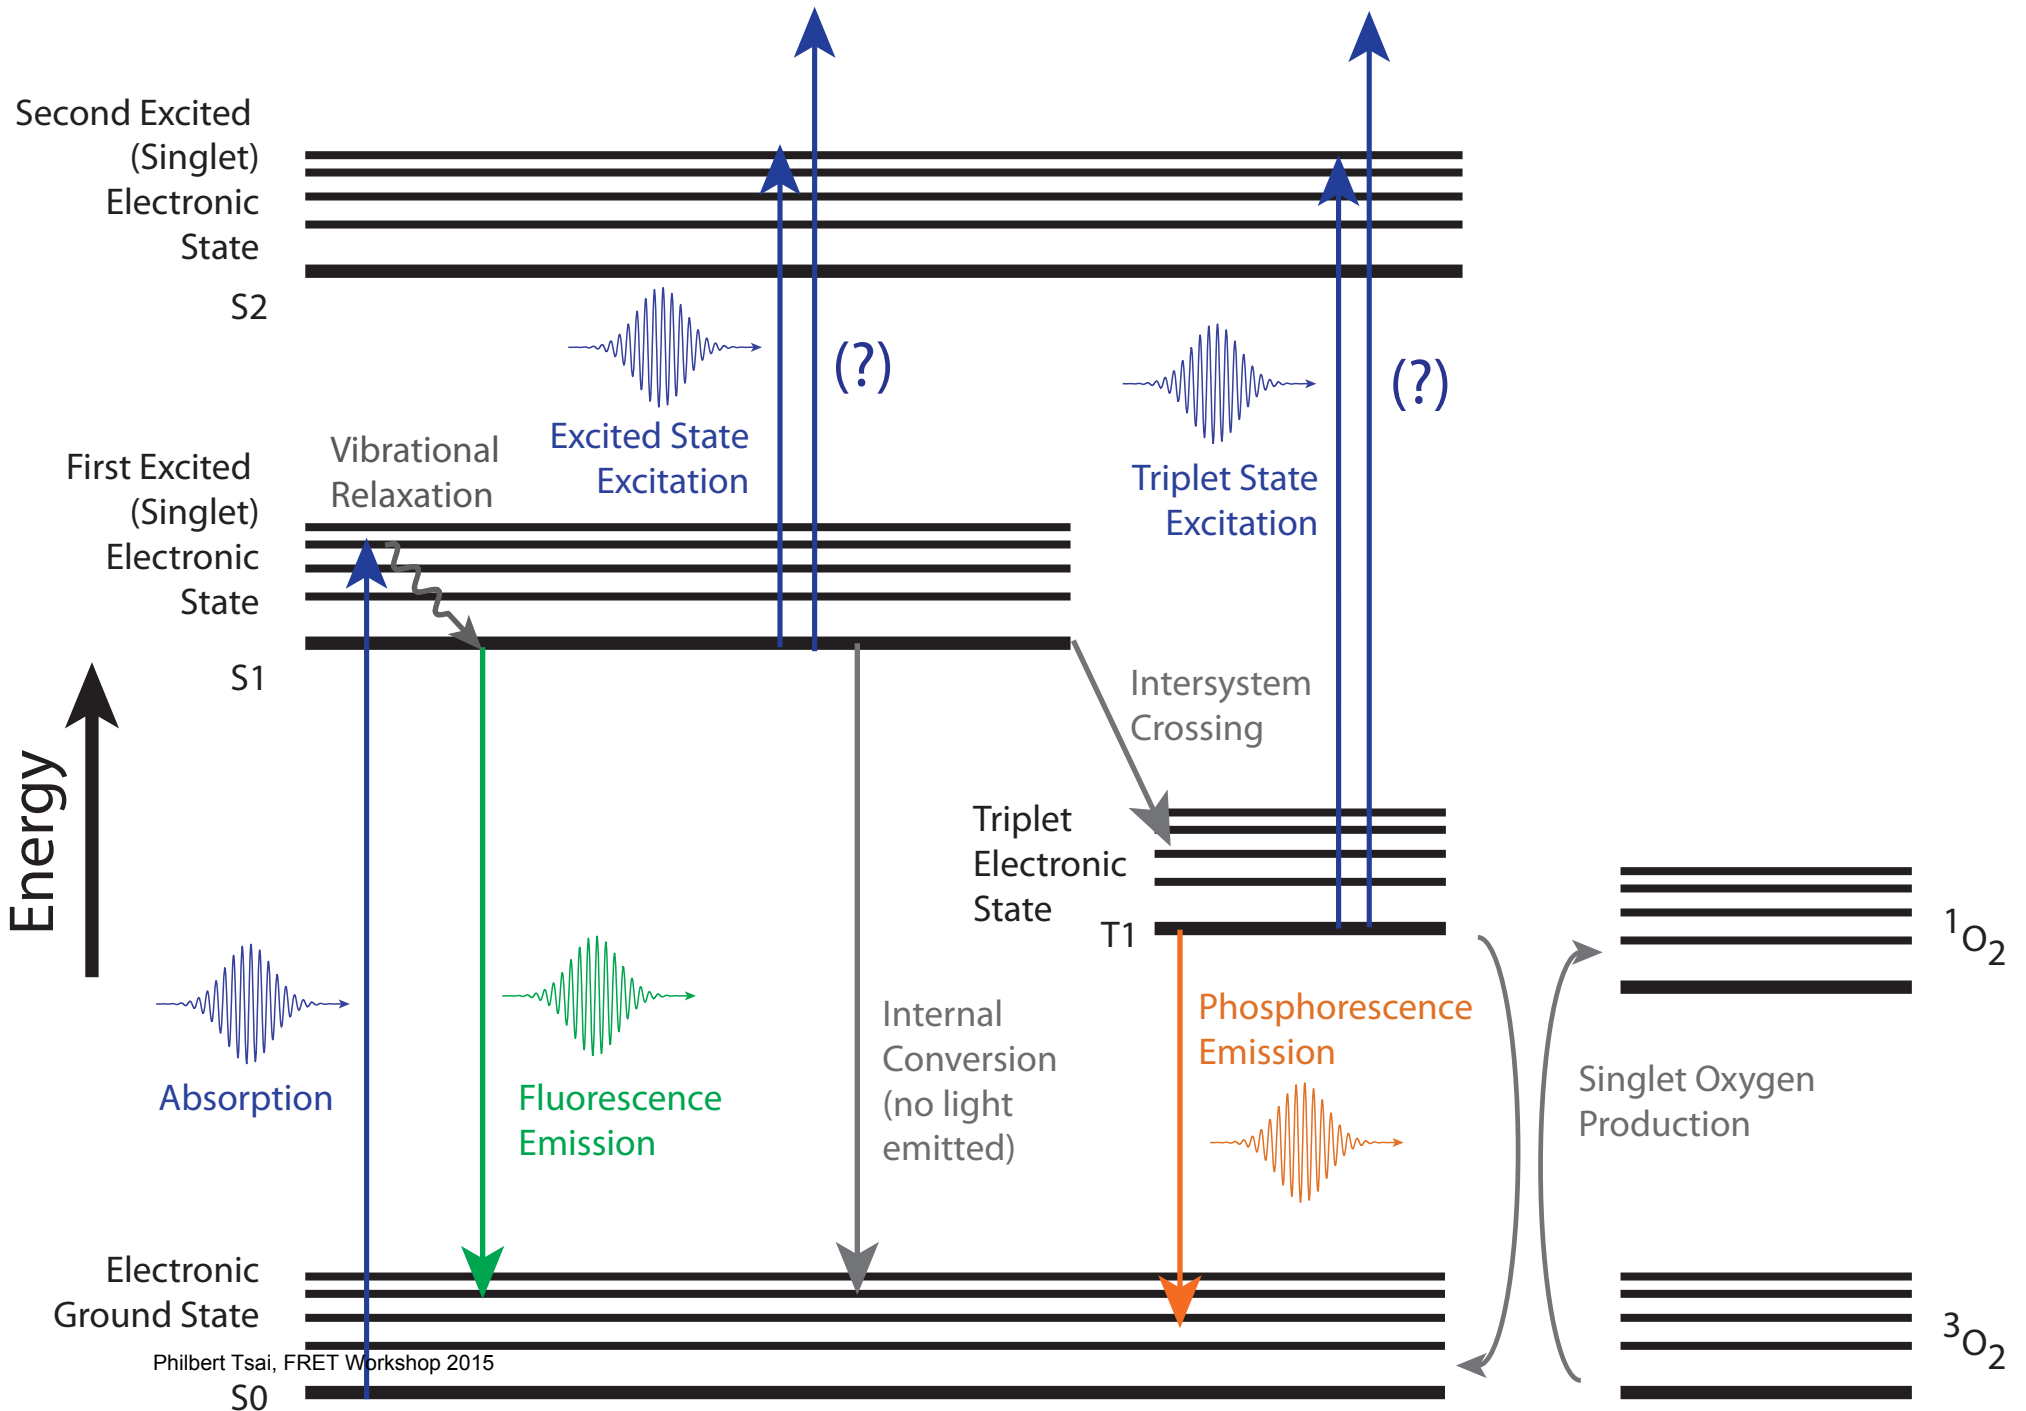 Second Excited
(Singlet)
Electronic
State
S2
(?)
(?)
Excited State
Excitation
Triplet State
Excitation
Vibrational
Relaxation
First Excited
(Singlet)
Electronic
State
S1
Intersystem
Crossing
Energy
Triplet
Electronic
State
T1
1O2
Absorption
Fluorescence
Emission
Internal
Conversion
(no light
emitted)
Phosphorescence
Emission
Singlet Oxygen
Production
Electronic
Ground State
Philbert Tsai, FRET Workshop 2015
S0
3O2